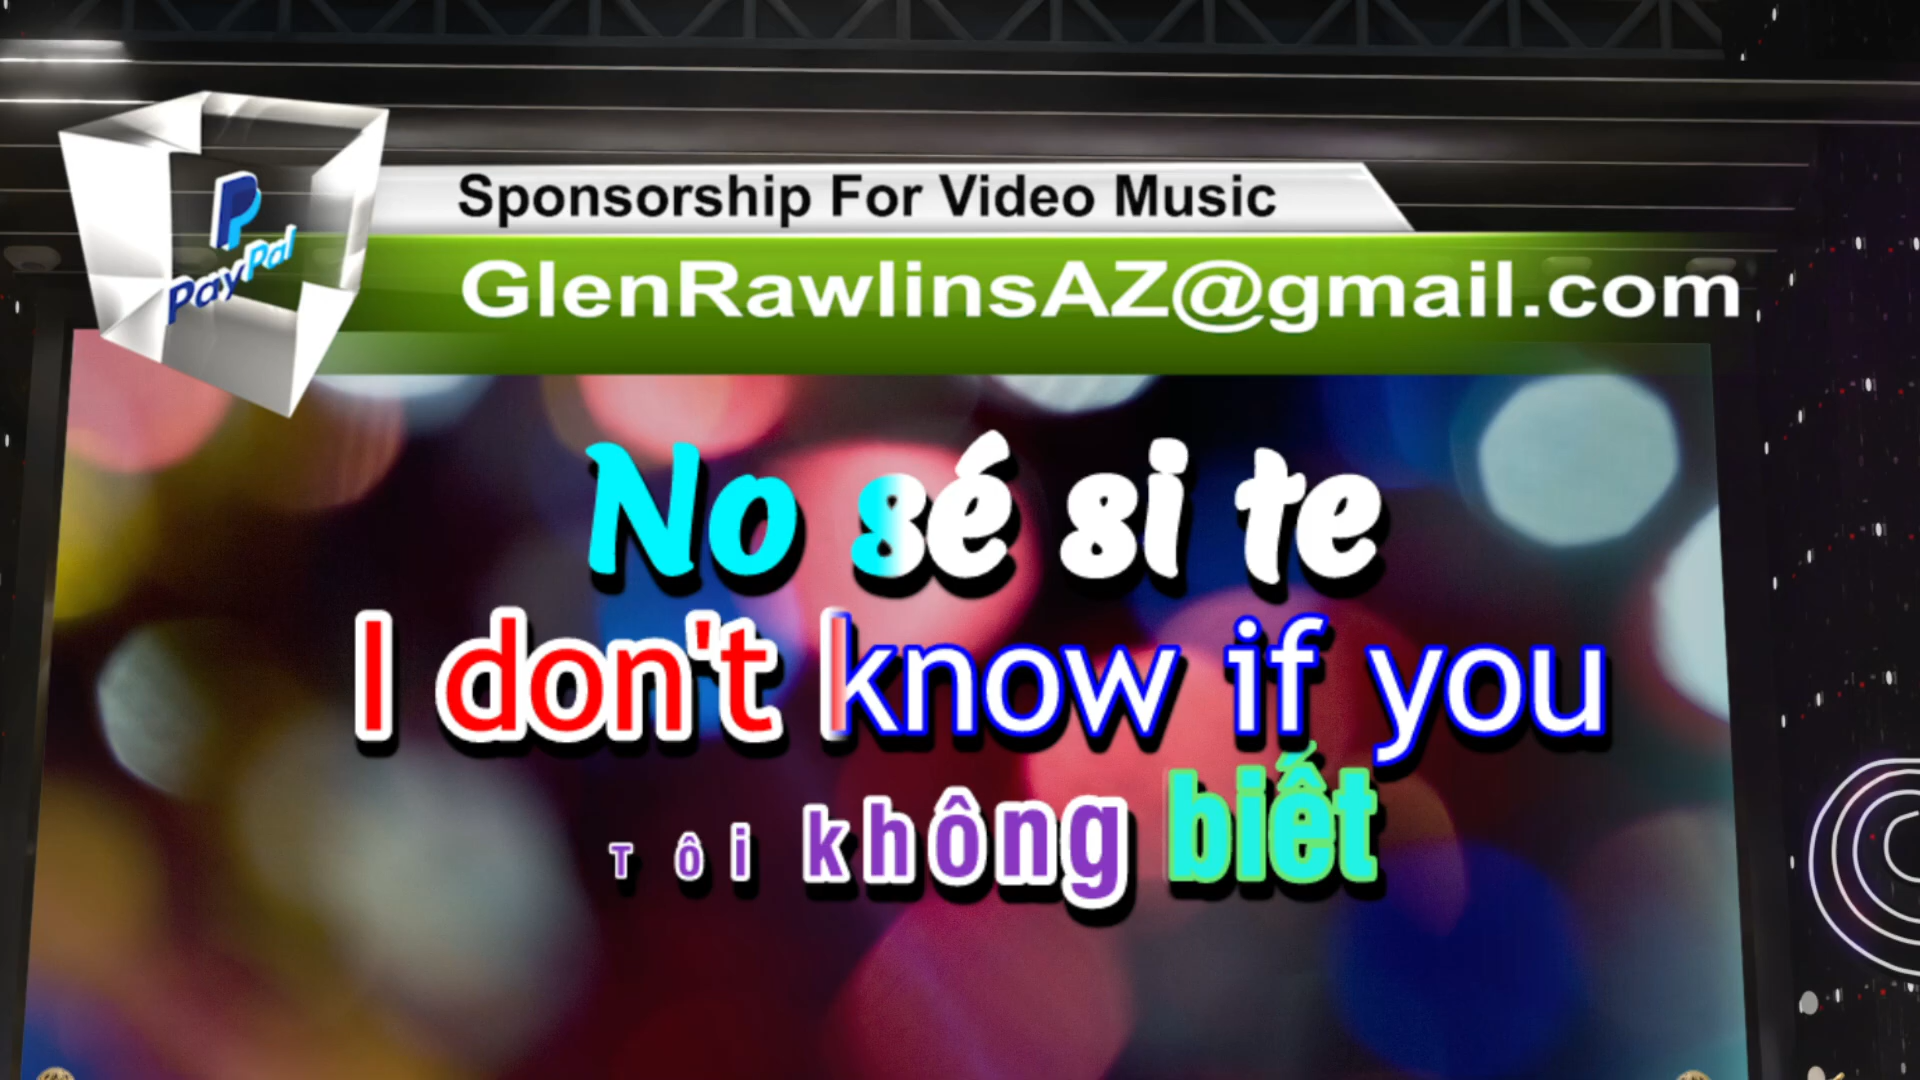 Sponsorship For Video Music
PayPal
GlenRawlinsAZ@gmail.com
No sé si te
I don't know if you
Tôi không biết